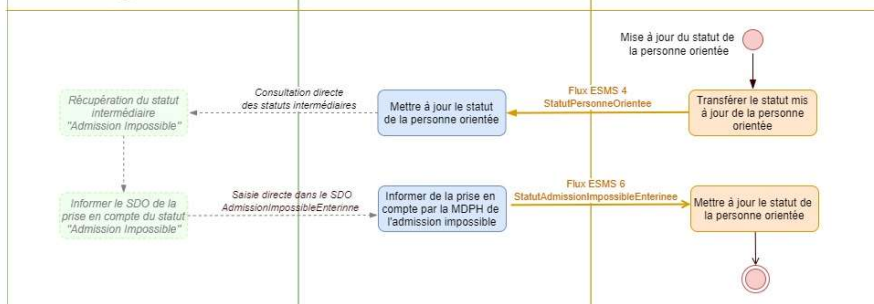 Mise à jour du statut de
la personne orientée
Récupération du statut
intermédiaire
"Admission Impossible"
Consultation directe
des statuts intermédiaires
Mettre à jour le statut
de la personne orientée
Flux ESMS 4
StatutPersonneOrientee
Transférer le statut mis
à jour de la personne
orientée
Informer le SDO de la
prise en compte du statut
"Admission Impossible"
Saisie directe dans le SDO
AdmissionImpossibleEnterinne
Informer de la prise en
compte par la MDPH de
l'admission impossible
Flux ESMS 6
StatutAdmissionImpossibleEnterinee
Mettre à jour le statut de
la personne orientée